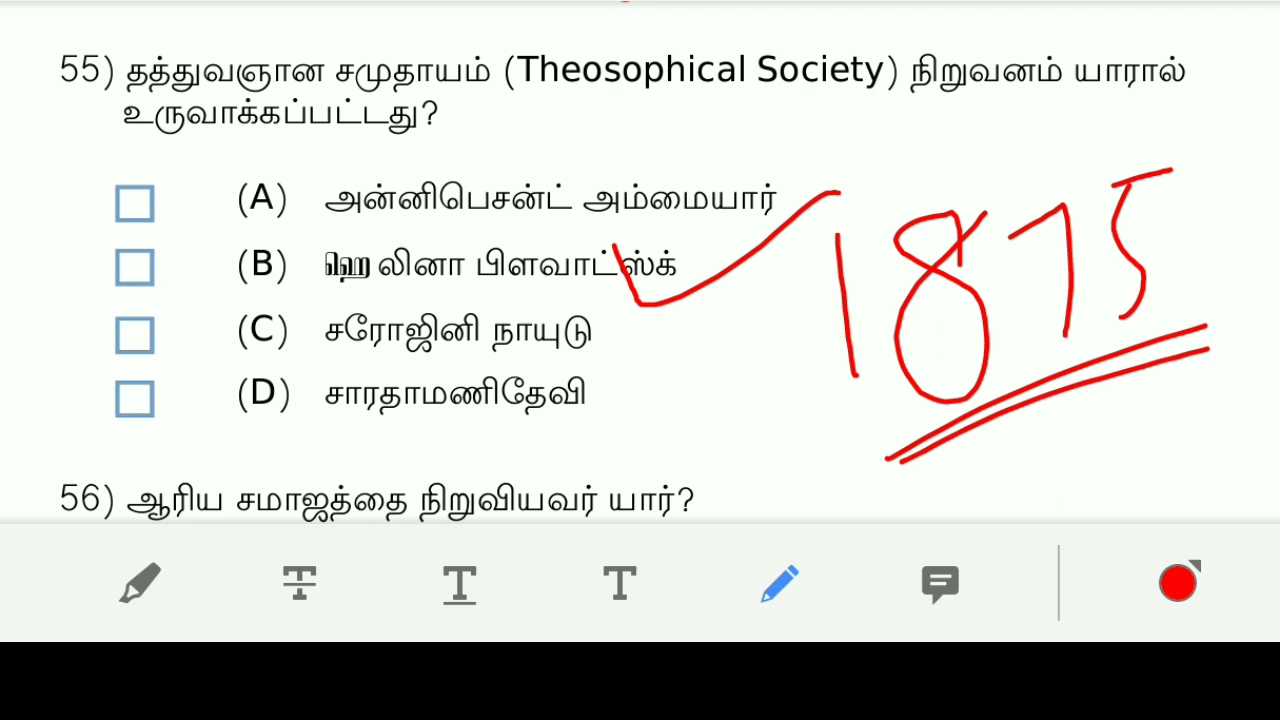 55) தத்துவஞான சமுதாயம் (Theosophical Society) நிறுவனம் யாரால்
உருவாக்கப்பட்டது?
(A) அன்னிபெசன்ட் அம்மையார்
(B) ஹெலினா பிளவாட்ஸ்க்
(C) சரோஜினி நாயுடு
(D) சாரதாமணிதேவி
1875
56) ஆரிய சமாஜத்தை நிறுவியவர் யார்?